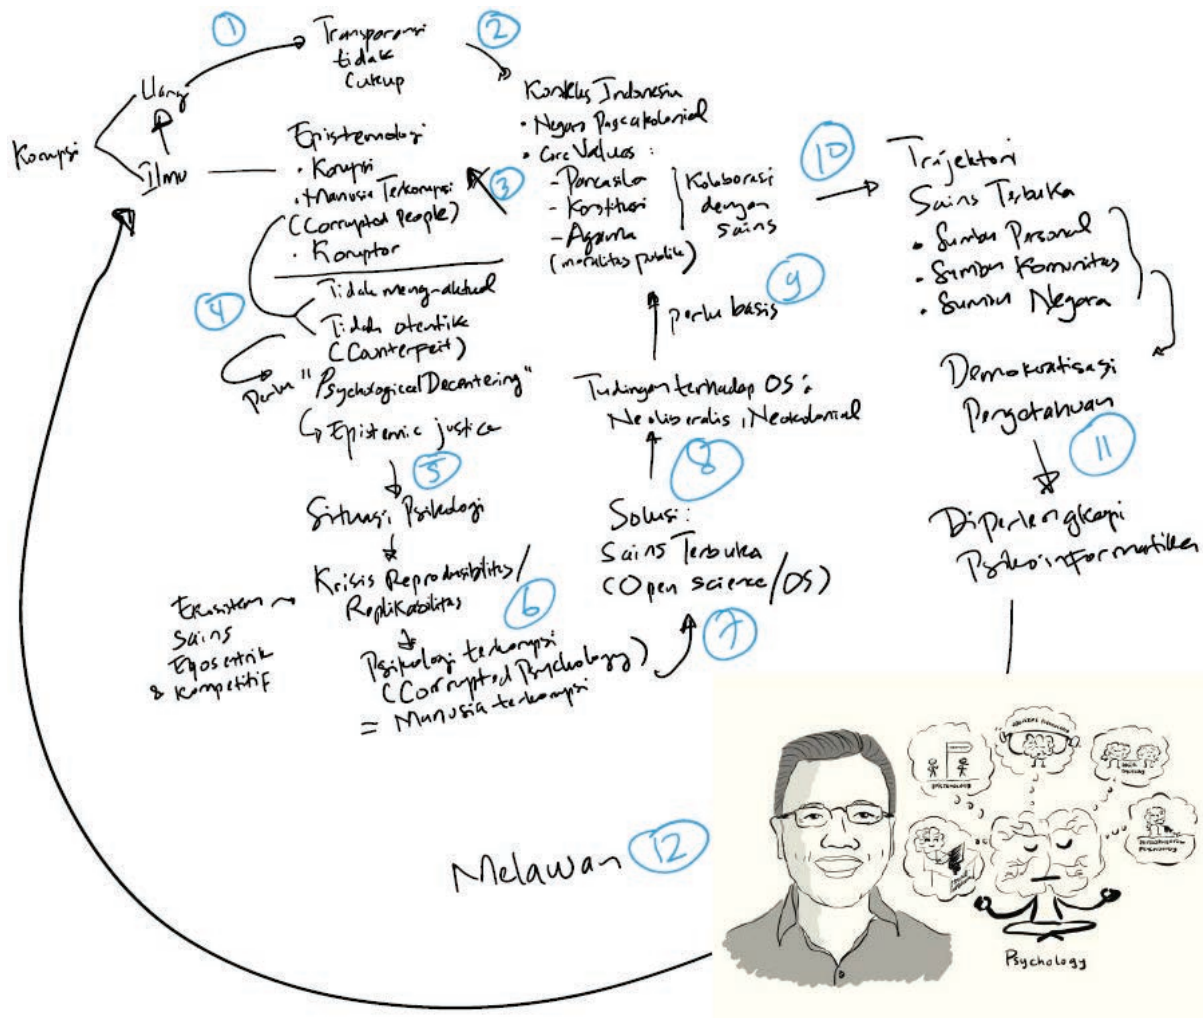 1
Transparansi
tidak
Cukup
2
Korupsi
Uang
Ilmu
Epistemologi
• Korupsi
• Manusia Terkorupsi
(Corrupted People)
• Koruptor
3
Konteks Indonesia
• Negara Pascakolonial
• Core Values :
- Pancasila
- Konstitusi
- Agama
(moralitas publik)
Kolaborasi
dengan
sains
10
Trajektori
Sains Terbuka
• Sumber Personal
• Sumber Komunitas
• Sumber Negara
4
Tidak meng-aktual
Tidak otentik
(Counterfeit)
Perlu "Psychological Decentering"
Epistemic justice
5
Situasi Psikologi
Krisis Reprodusibilitas/
Replikabilitas
6
Ekosistem
Sains
Egosentrik
& Kompetitif
Psikologi terkorupsi
(Corrupted Psychology)
= Manusia terkorupsi
7
Solusi:
Sains Terbuka
(Open science/OS)
8
Tudingan terhadap OS:
Neoliberalis, Neokolonial
perlu basis
9
Demokratisasi
Pengetahuan
11
Diperlengkapi
Psikoinformatika
Melawan
12
Psychology